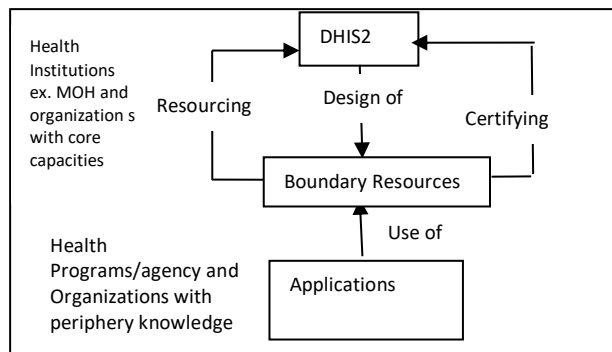 DHIS2
Health
Institutions
ex. MOH and
organization s
with core
capacities
Resourcing
Design of
Certifying
Boundary Resources
Use of
Health
Programs/agency and
Organizations with
periphery knowledge
Applications